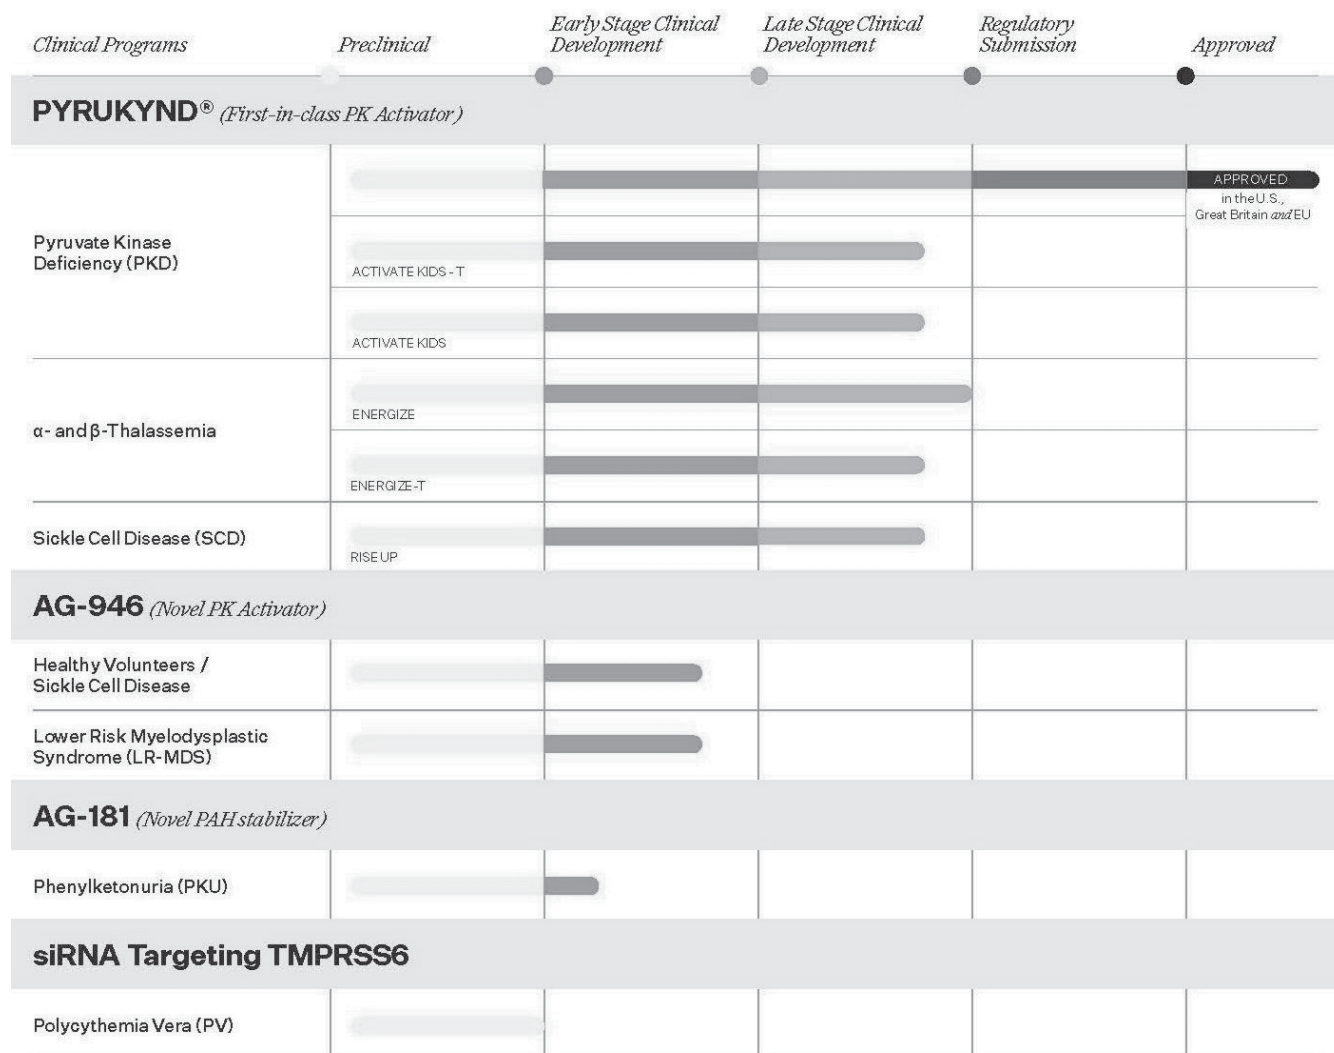 Clinical Programs
Preclinical
Early Stage Clinical
Development
Late Stage Clinical
Development
Regulatory
Submission
Approved
PYRUKYND® (First-in-class PK Activator)
Pyruvate Kinase
Deficiency (PKD)
APPROVED
in the U.S.,
Great Britain and EU
ACTIVATE KIDS - T
ACTIVATE KIDS
α- and β-Thalassemia
ENERGIZE
ENERGIZE-T
Sickle Cell Disease (SCD)
RISE UP
AG-946 (Novel PK Activator)
Healthy Volunteers /
Sickle Cell Disease
Lower Risk Myelodysplastic
Syndrome (LR-MDS)
AG-181 (Novel PAH stabilizer)
Phenylketonuria (PKU)
siRNA Targeting TMPRSS6
Polycythemia Vera (PV)